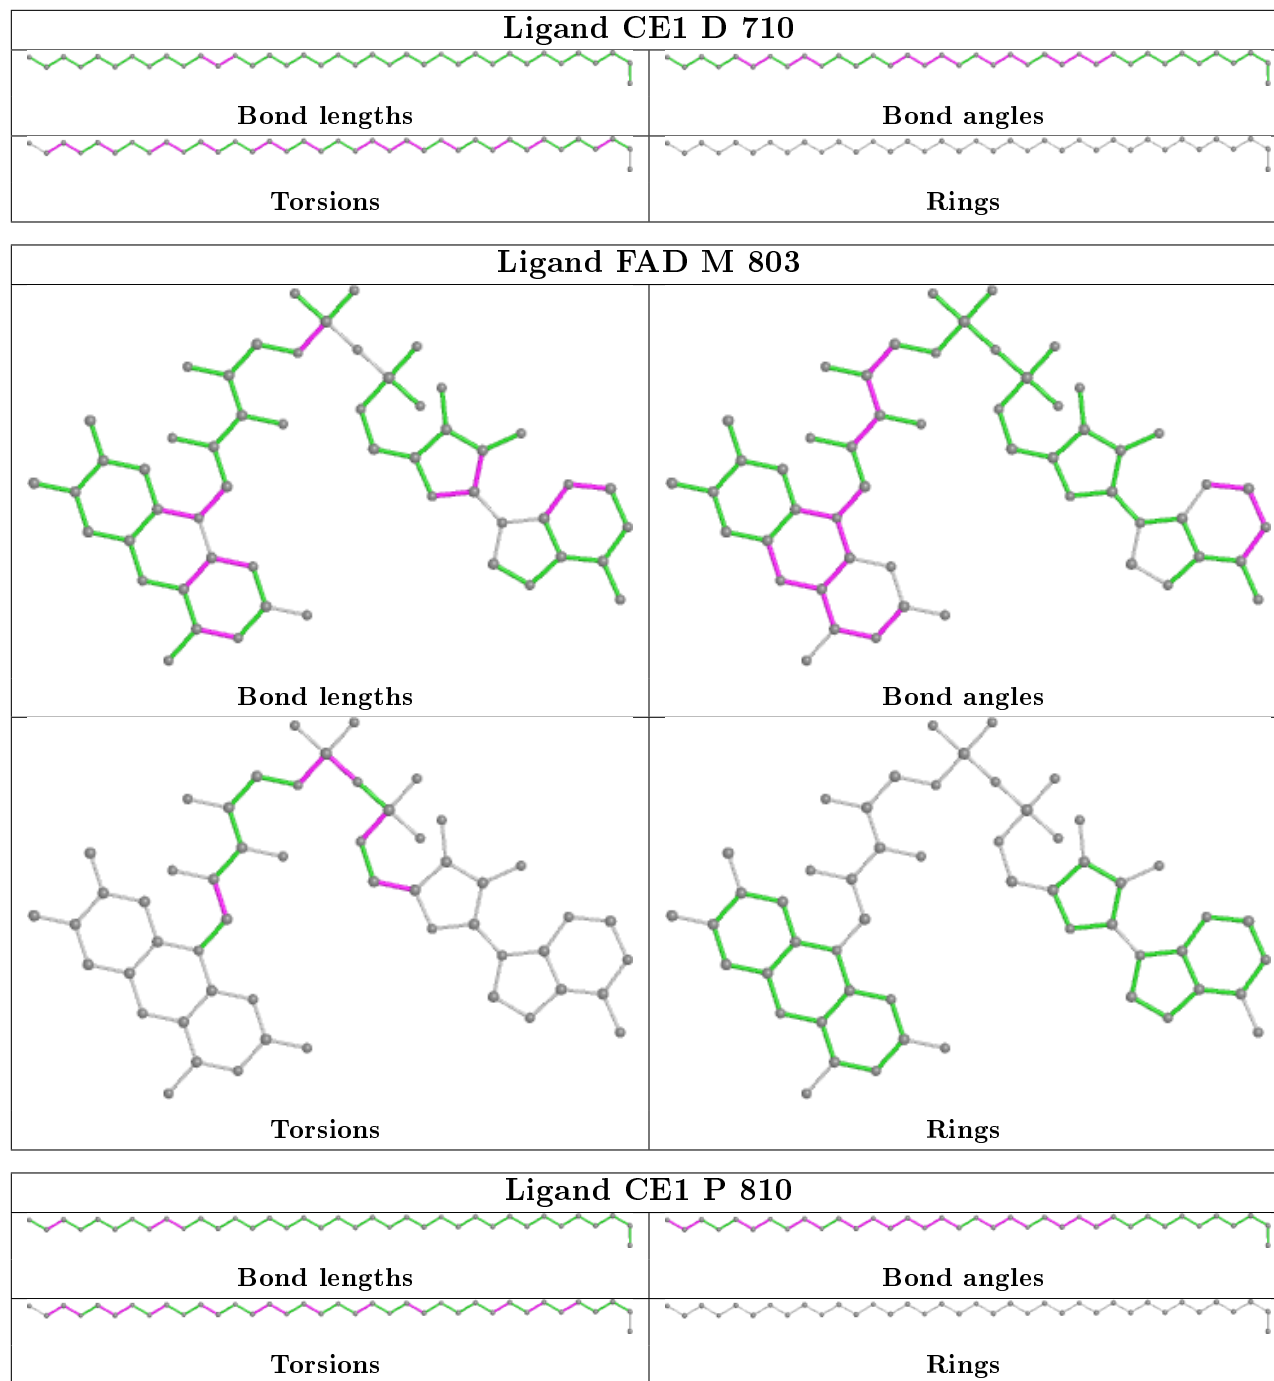 Ligand CE1 D 710
Bond lengths
Bond angles
Torsions
Rings
Ligand FAD M 803
Bond lengths
Bond angles
Torsions
Rings
Ligand CE1 P 810
Bond lengths
Bond angles
Torsions
Rings